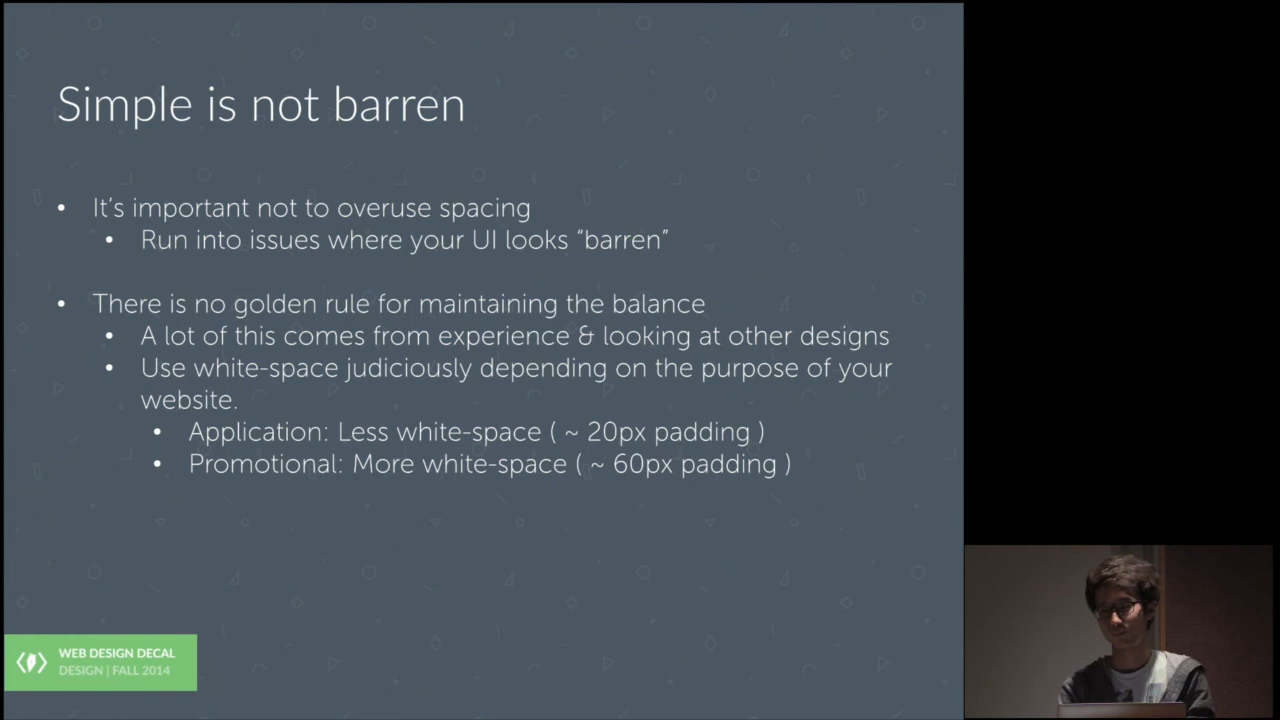 Simple is not barren
• It's important not to overuse spacing
• Run into issues where your UI looks “barren”
• There is no golden rule for maintaining the balance
• A lot of this comes from experience & looking at other designs
• Use white-space judiciously depending on the purpose of your
website.
• Application: Less white-space ( ~ 20px padding )
• Promotional: More white-space ( ~ 60px padding )
WEB DESIGN DECAL
DESIGN | FALL 2014